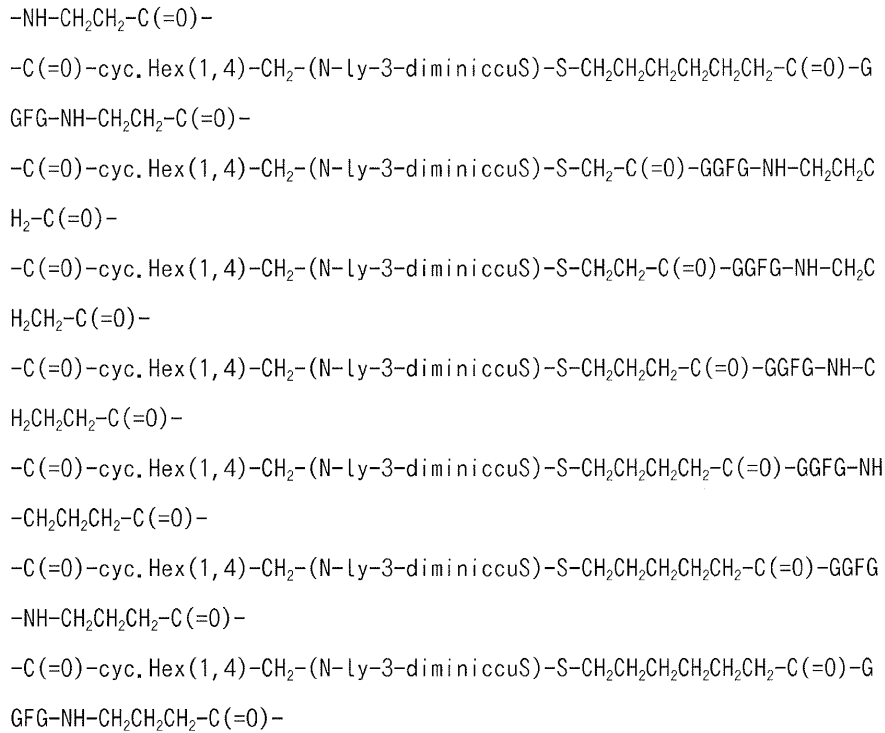 -NH-CH₂CH₂-C(=O)-
-C(=O)-cyc.Hex(1,4)-CH₂-(N-ly-3-diminiccuS)-S-CH₂CH₂CH₂CH₂CH₂CH₂-C(=O)-G
GFG-NH-CH₂CH₂-C(=O)-
-C(=O)-cyc.Hex(1,4)-CH₂-(N-ly-3-diminiccuS)-S-CH₂-C(=O)-GGFG-NH-CH₂CH₂C
H₂-C(=O)-
-C(=O)-cyc.Hex(1,4)-CH₂-(N-ly-3-diminiccuS)-S-CH₂CH₂-C(=O)-GGFG-NH-CH₂C
H₂CH₂-C(=O)-
-C(=O)-cyc.Hex(1,4)-CH₂-(N-ly-3-diminiccuS)-S-CH₂CH₂CH₂-C(=O)-GGFG-NH-C
H₂CH₂CH₂-C(=O)-
-C(=O)-cyc.Hex(1,4)-CH₂-(N-ly-3-diminiccuS)-S-CH₂CH₂CH₂CH₂-C(=O)-GGFG-NH
-CH₂CH₂CH₂-C(=O)-
-C(=O)-cyc.Hex(1,4)-CH₂-(N-ly-3-diminiccuS)-S-CH₂CH₂CH₂CH₂CH₂-C(=O)-GGFG
-NH-CH₂CH₂CH₂-C(=O)-
-C(=O)-cyc.Hex(1,4)-CH₂-(N-ly-3-diminiccuS)-S-CH₂CH₂CH₂CH₂CH₂CH₂-C(=O)-G
GFG-NH-CH₂CH₂CH₂-C(=O)-